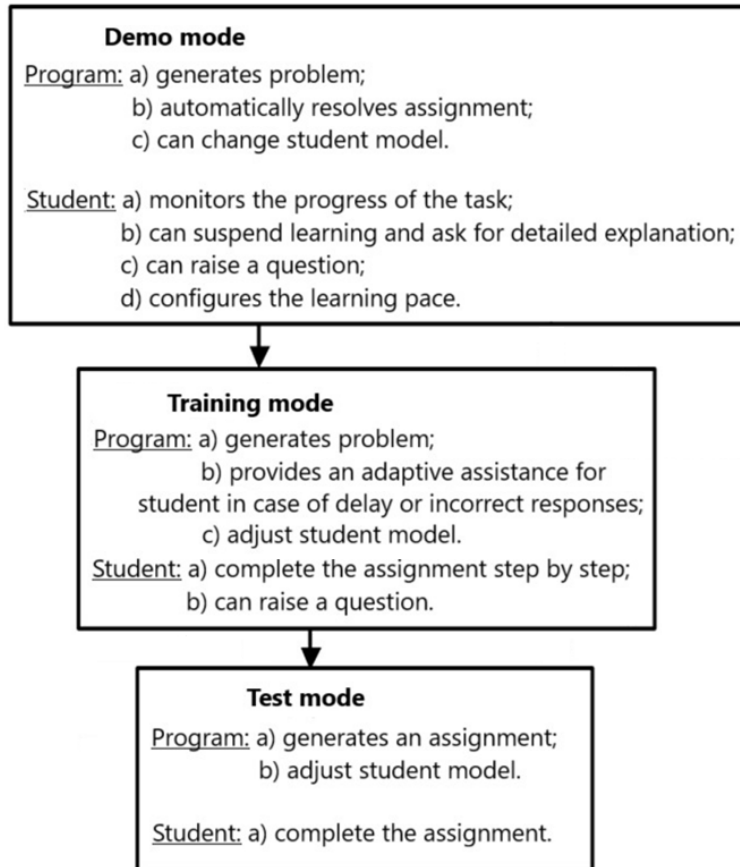 Demo mode
Program: a) generates problem;
b) automatically resolves assignment;
c) can change student model.
Student: a) monitors the progress of the task;
b) can suspend learning and ask for detailed explanation;
c) can raise a question;
d) configures the learning pace.
Training mode
Program: a) generates problem;
b) provides an adaptive assistance for
student in case of delay or incorrect responses;
c) adjust student model.
Student: a) complete the assignment step by step;
b) can raise a question.
Test mode
Program: a) generates an assignment;
b) adjust student model.
Student: a) complete the assignment.